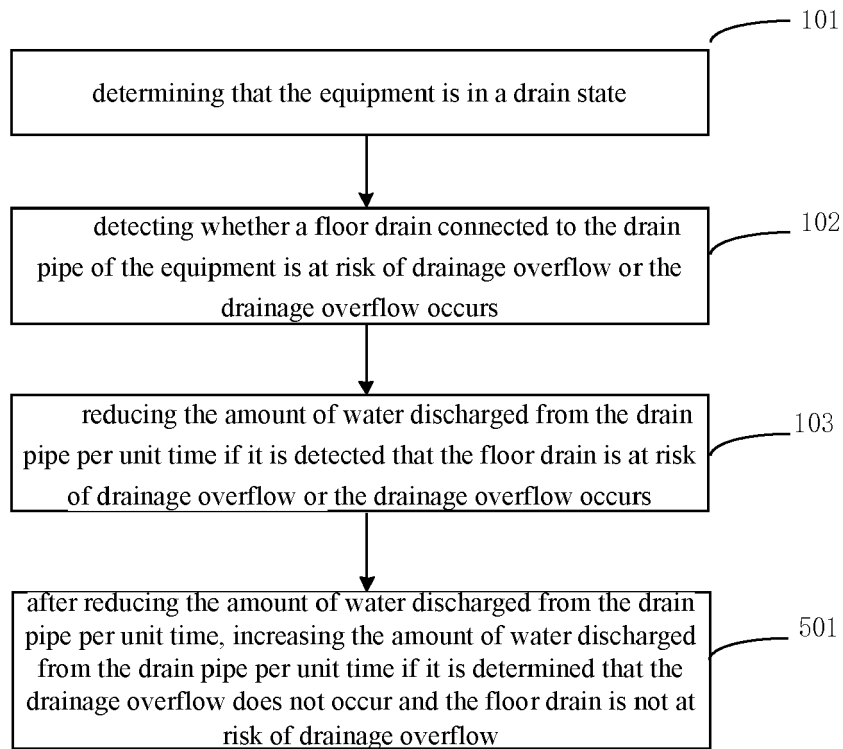 101
determining that the equipment is in a drain state
detecting whether a floor drain connected to the drain
pipe of the equipment is at risk of drainage overflow or the
drainage overflow occurs
102
reducing the amount of water discharged from the drain
pipe per unit time if it is detected that the floor drain is at risk
of drainage overflow or the drainage overflow occurs
103
after reducing the amount of water discharged from the drain
pipe per unit time, increasing the amount of water discharged
from the drain pipe per unit time if it is determined that the
drainage overflow does not occur and the floor drain is not at
risk of drainage overflow
501